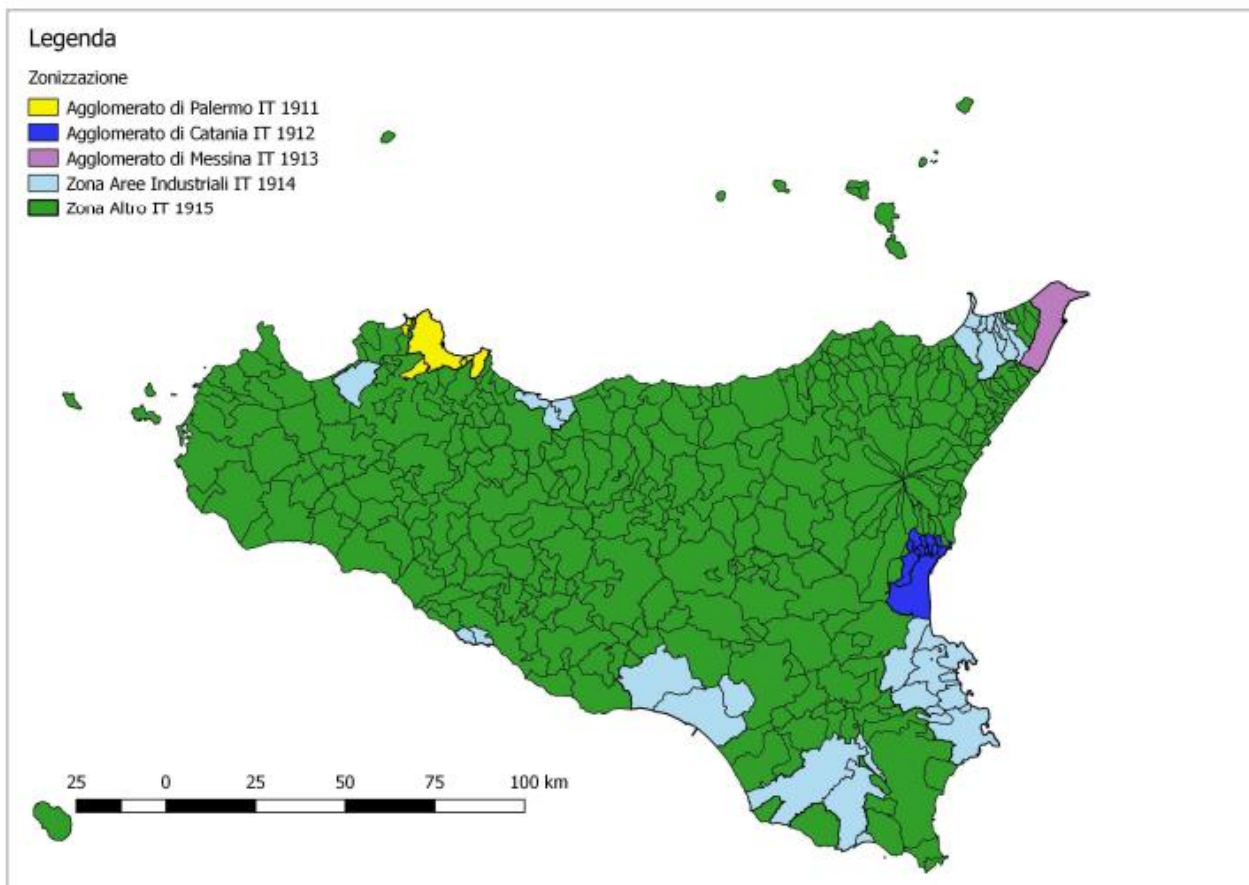 Legenda
Zonizzazione
Agglomerato di Palermo IT 1911
Agglomerato di Catania IT 1912
Agglomerato di Messina IT 1913
Zona Aree Industriali IT 1914
Zona Altro IT 1915
25 0 25 50 75 100 km